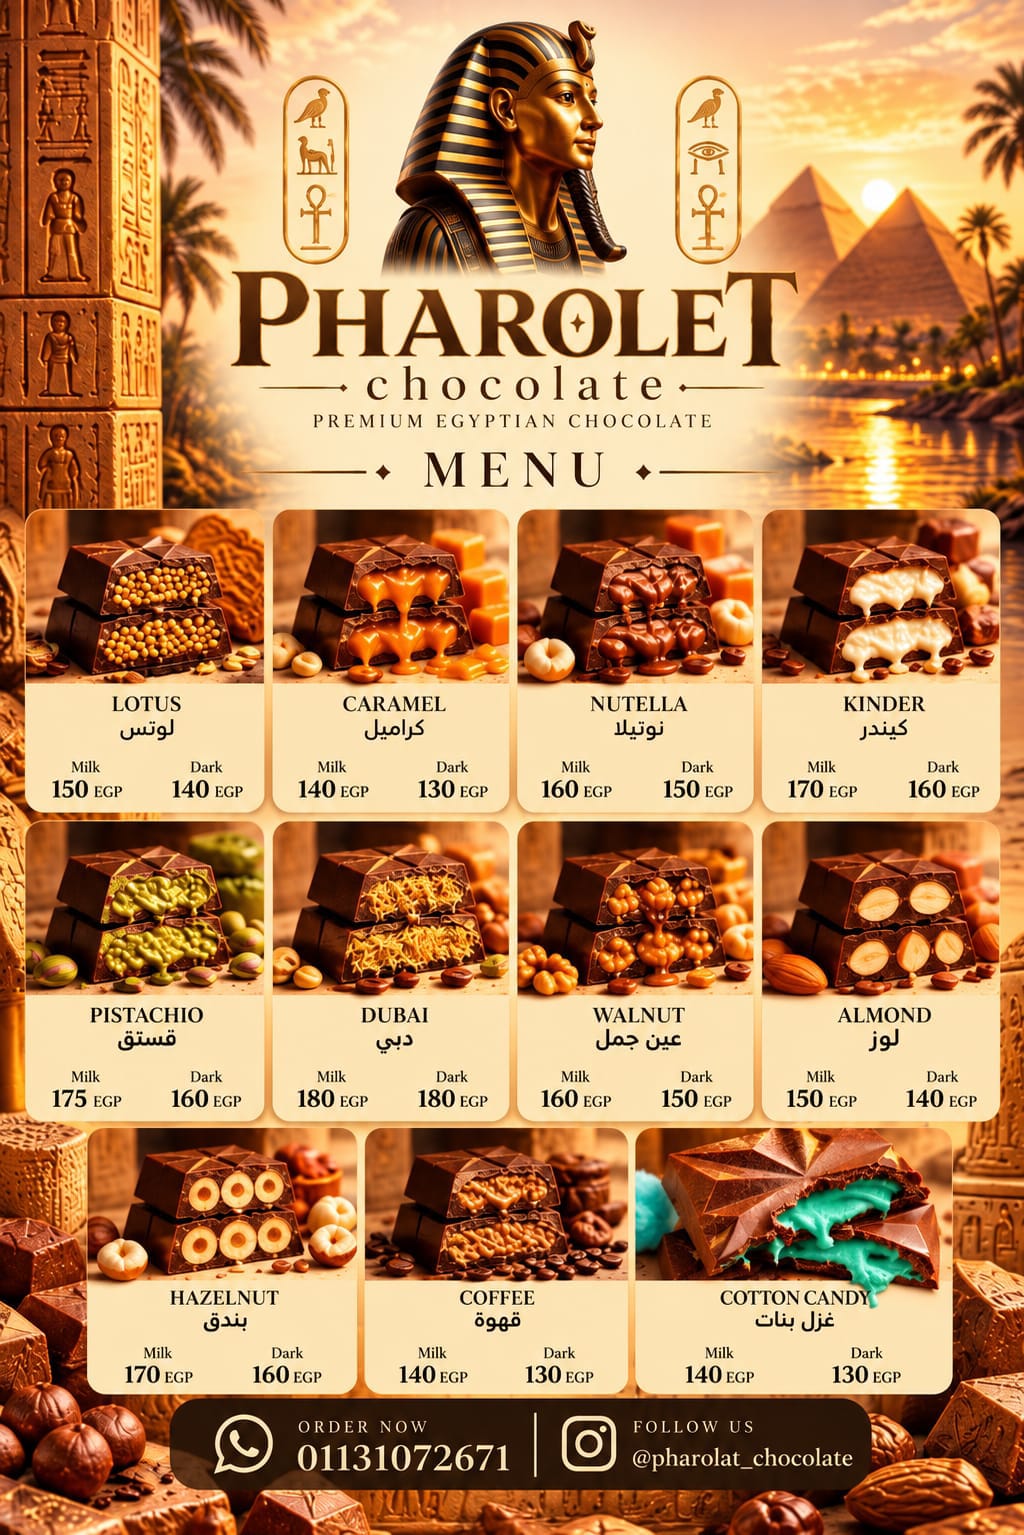 PHAROLET
chocolate
PREMIUM EGYPTIAN CHOCOLATE
MENU
LOTUS
لوتس
Milk Dark
150 EGP 140 EGP
CARAMEL
كراميل
Milk Dark
140 EGP 130 EGP
NUTELLA
نوتيلا
Milk Dark
160 EGP 150 EGP
KINDER
كيندر
Milk Dark
170 EGP 160 EGP
PISTACHIO
قستق
Milk Dark
175 EGP 160 EGP
DUBAI
دبي
Milk Dark
180 EGP 180 EGP
WALNUT
عين جمل
Milk Dark
160 EGP 150 EGP
ALMOND
لوز
Milk Dark
150 EGP 140 EGP
HAZELNUT
بندق
Milk Dark
170 EGP 160 EGP
COFFEE
قهوة
Milk Dark
140 EGP 130 EGP
COTTON CANDY
غزل بنات
Milk Dark
140 EGP 130 EGP
ORDER NOW
01131072671
FOLLOW US
@pharolat_chocolate